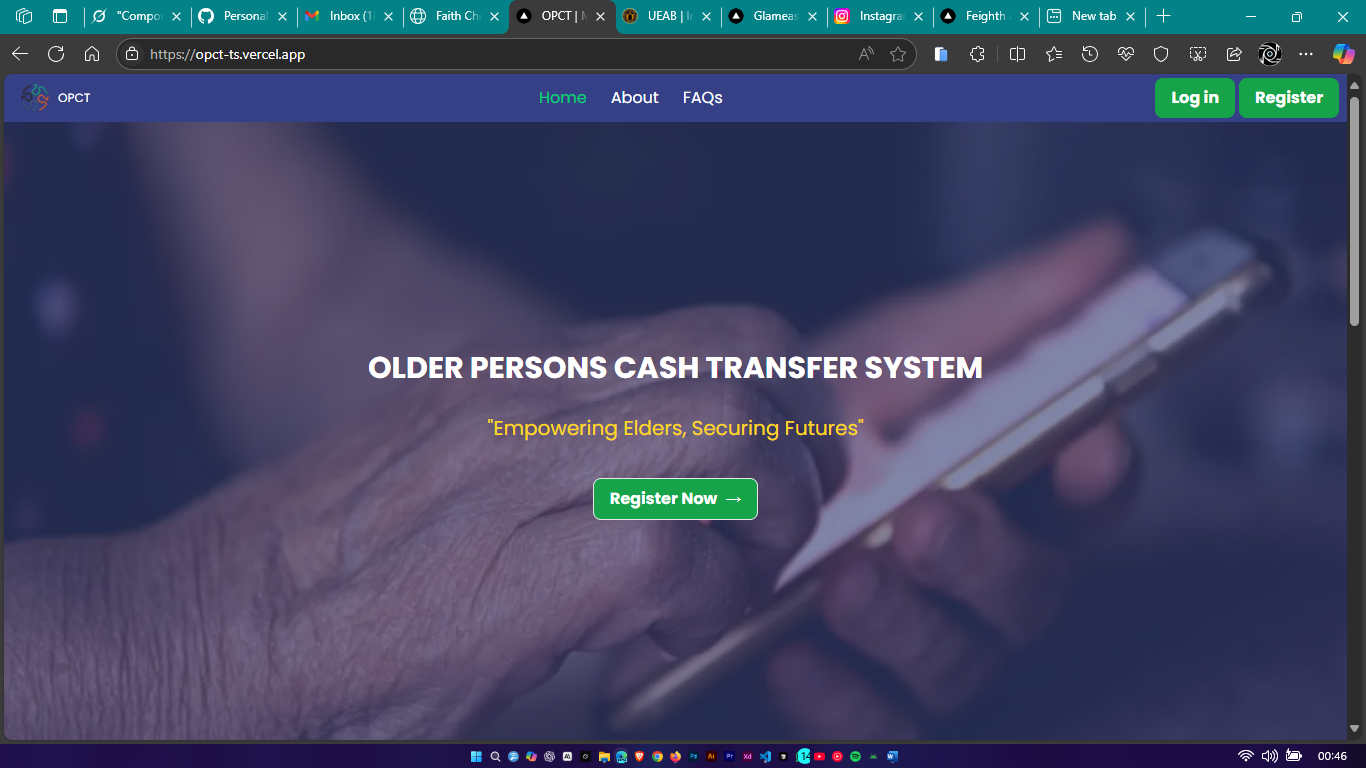 "Compo
Personal
Inbox (1
Faith Ch
OPCT | M
UEAB | I
Glameas
Instagra
Feighth
New tab
https://opct-ts.vercel.app
OPCT
Home
About
FAQs
Log in
Register
OLDER PERSONS CASH TRANSFER SYSTEM
"Empowering Elders, Securing Futures"
Register Now →
00:46